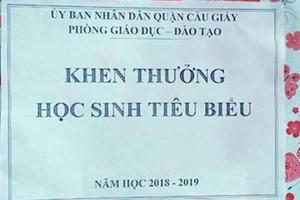 ỦY BAN NHÂN DÂN QUẬN CẦU GIẤY
PHÒNG GIÁO DỤC – ĐÀO TẠO
KHEN THƯỞNG
HỌC SINH TIÊU BIỂU
NĂM HỌC 2018 - 2019